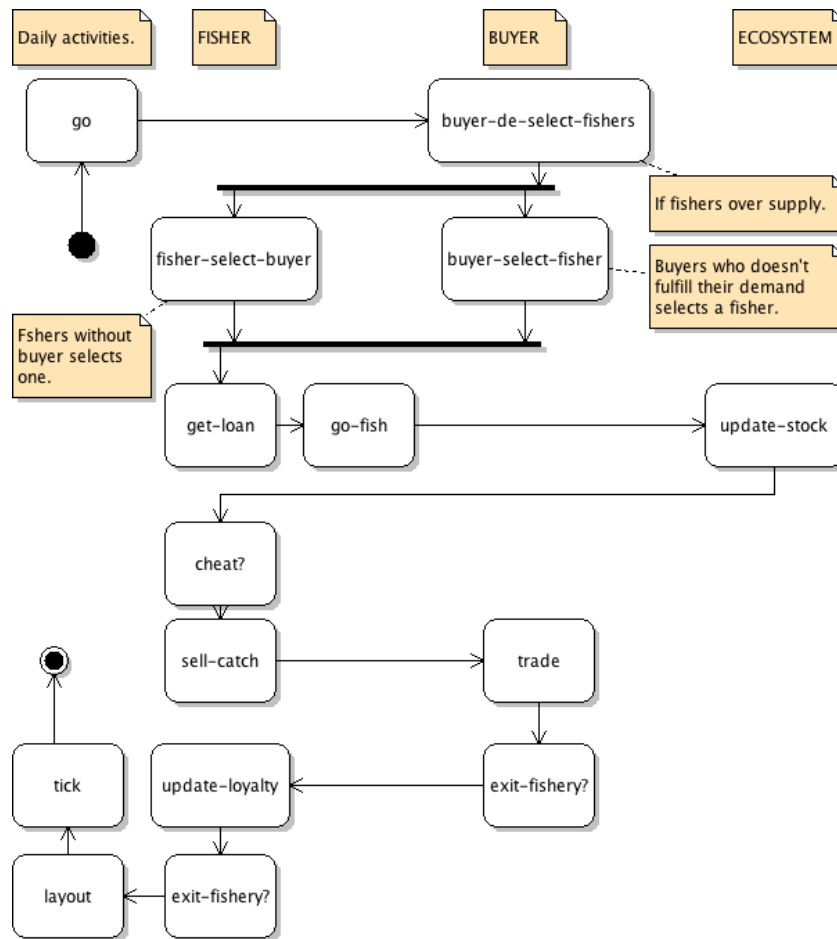 Daily activities.
FISHER
BUYER
ECOSYSTEM
go
buyer-de-select-fishers
If fishers over supply.
fisher-select-buyer
buyer-select-fisher
Buyers who doesn't
fulfill their demand
selects a fisher.
Fshers without
buyer selects
one.
get-loan
go-fish
update-stock
cheat?
sell-catch
trade
tick
update-loyalty
exit-fishery?
layout
exit-fishery?